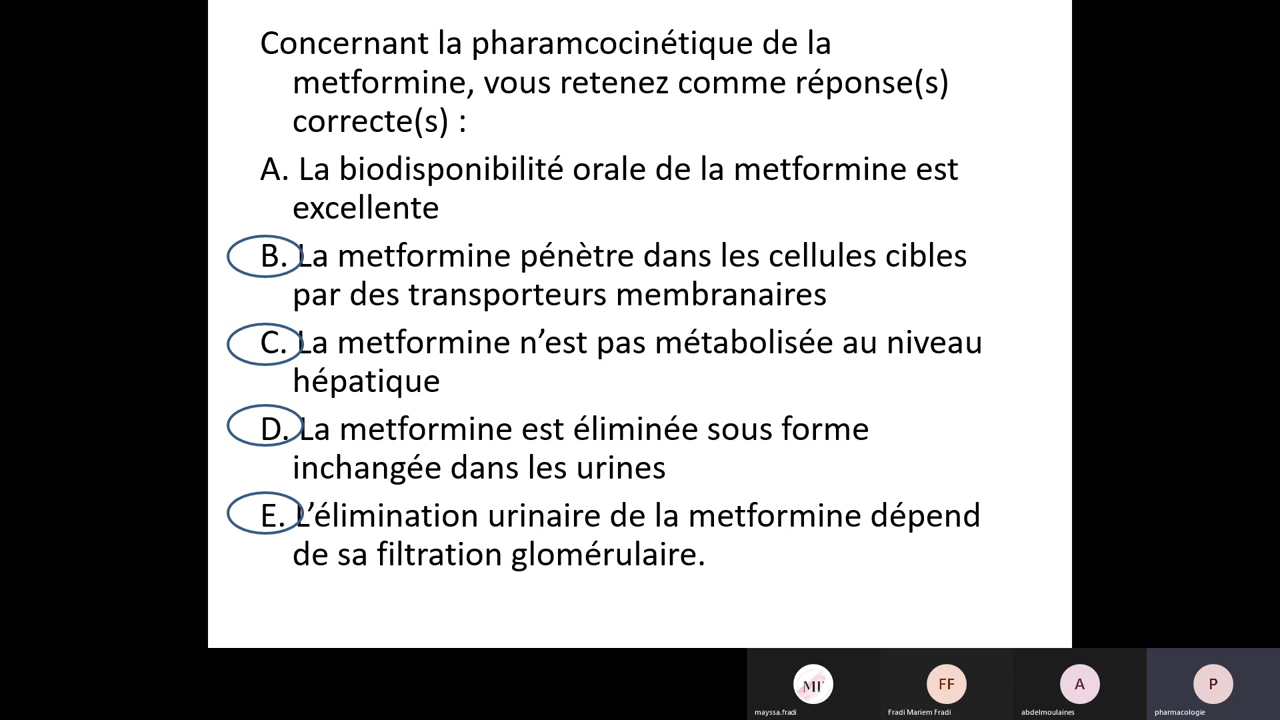 Concernant la pharamcocinétique de la
metformine, vous retenez comme réponse(s)
correcte(s) :
A. La biodisponibilité orale de la metformine est
excellente
B. La metformine pénètre dans les cellules cibles
par des transporteurs membranaires
C. La metformine n’est pas métabolisée au niveau
hépatique
D. La metformine est éliminée sous forme
inchangée dans les urines
E. L’élimination urinaire de la metformine dépend
de sa filtration glomérulaire.
MF FF A P
mayssa.fradi Fradi Mariem Fradi abdelmoulaines pharmacologie